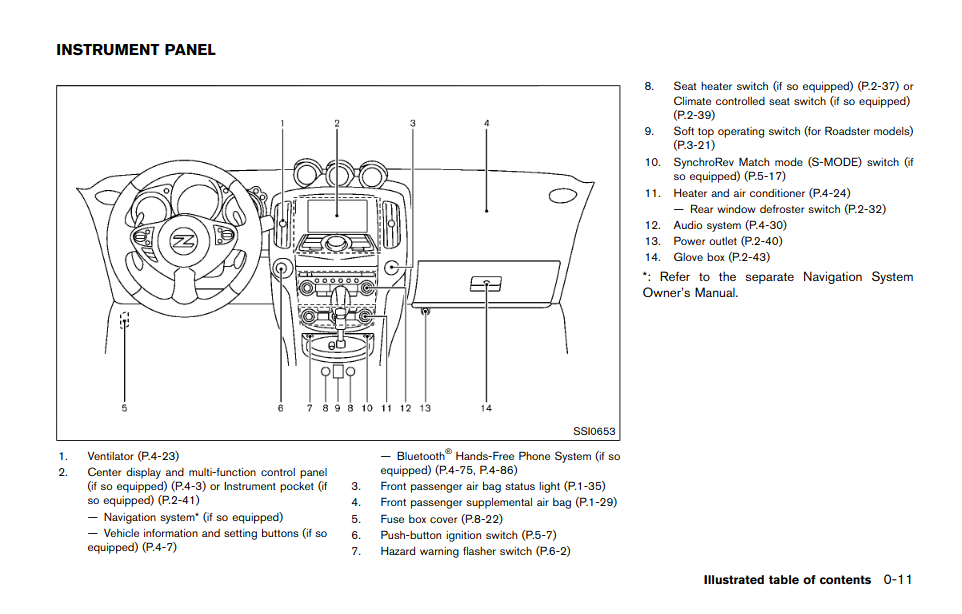 INSTRUMENT PANEL
1 2 3 4
5 6 7 8 9 8 10 11 12 13 14
SSI0653
1. Ventilator (P.4-23)
2. Center display and multi-function control panel
(if so equipped) (P.4-3) or Instrument pocket (if
so equipped) (P.2-41)
— Navigation system* (if so equipped)
— Vehicle information and setting buttons (if so
equipped) (P.4-7)
— Bluetooth® Hands-Free Phone System (if so
equipped) (P.4-75, P.4-86)
3. Front passenger air bag status light (P.1-35)
4. Front passenger supplemental air bag (P.1-29)
5. Fuse box cover (P.8-22)
6. Push-button ignition switch (P.5-7)
7. Hazard warning flasher switch (P.6-2)
8. Seat heater switch (if so equipped) (P.2-37) or
Climate controlled seat switch (if so equipped)
(P.2-39)
9. Soft top operating switch (for Roadster models)
(P.3-21)
10. SynchroRev Match mode (S-MODE) switch (if
so equipped) (P.5-17)
11. Heater and air conditioner (P.4-24)
— Rear window defroster switch (P.2-32)
12. Audio system (P.4-30)
13. Power outlet (P.2-40)
14. Glove box (P.2-43)
*: Refer to the separate Navigation System
Owner's Manual.
Illustrated table of contents 0-11